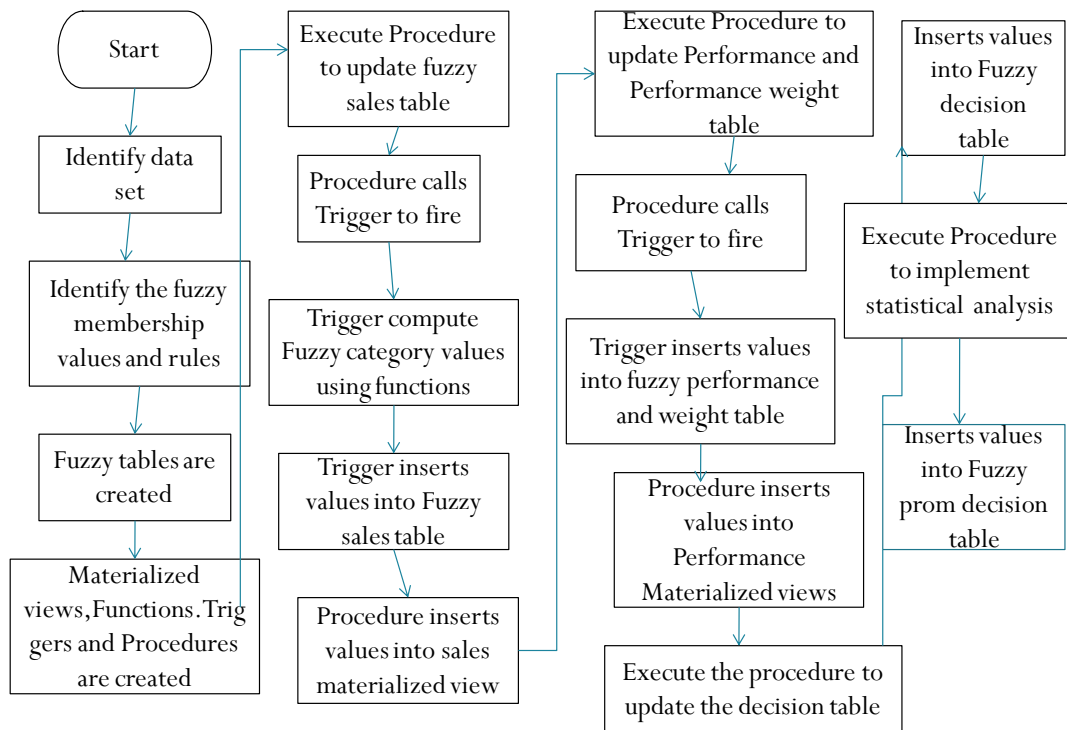 Start
Identify data
set
Identify the fuzzy
membership
values and rules
Fuzzy tables are
created
Materialized
views,Functions.Trig
gers and Procedures
are created
Execute Procedure
to update fuzzy
sales table
Procedure calls
Trigger to fire
Trigger compute
Fuzzy category values
using functions
Trigger inserts
values into Fuzzy
sales table
Procedure inserts
values into sales
materialized view
Execute Procedure to
update Performance and
Performance weight
table
Procedure calls
Trigger to fire
Trigger inserts values
into fuzzy performance
and weight table
Procedure inserts
values into
Performance
Materialized views
Execute the procedure to
update the decision table
Inserts values
into Fuzzy
decision
table
Execute Procedure
to implement
statistical analysis
Inserts values
into Fuzzy
prom decision
table